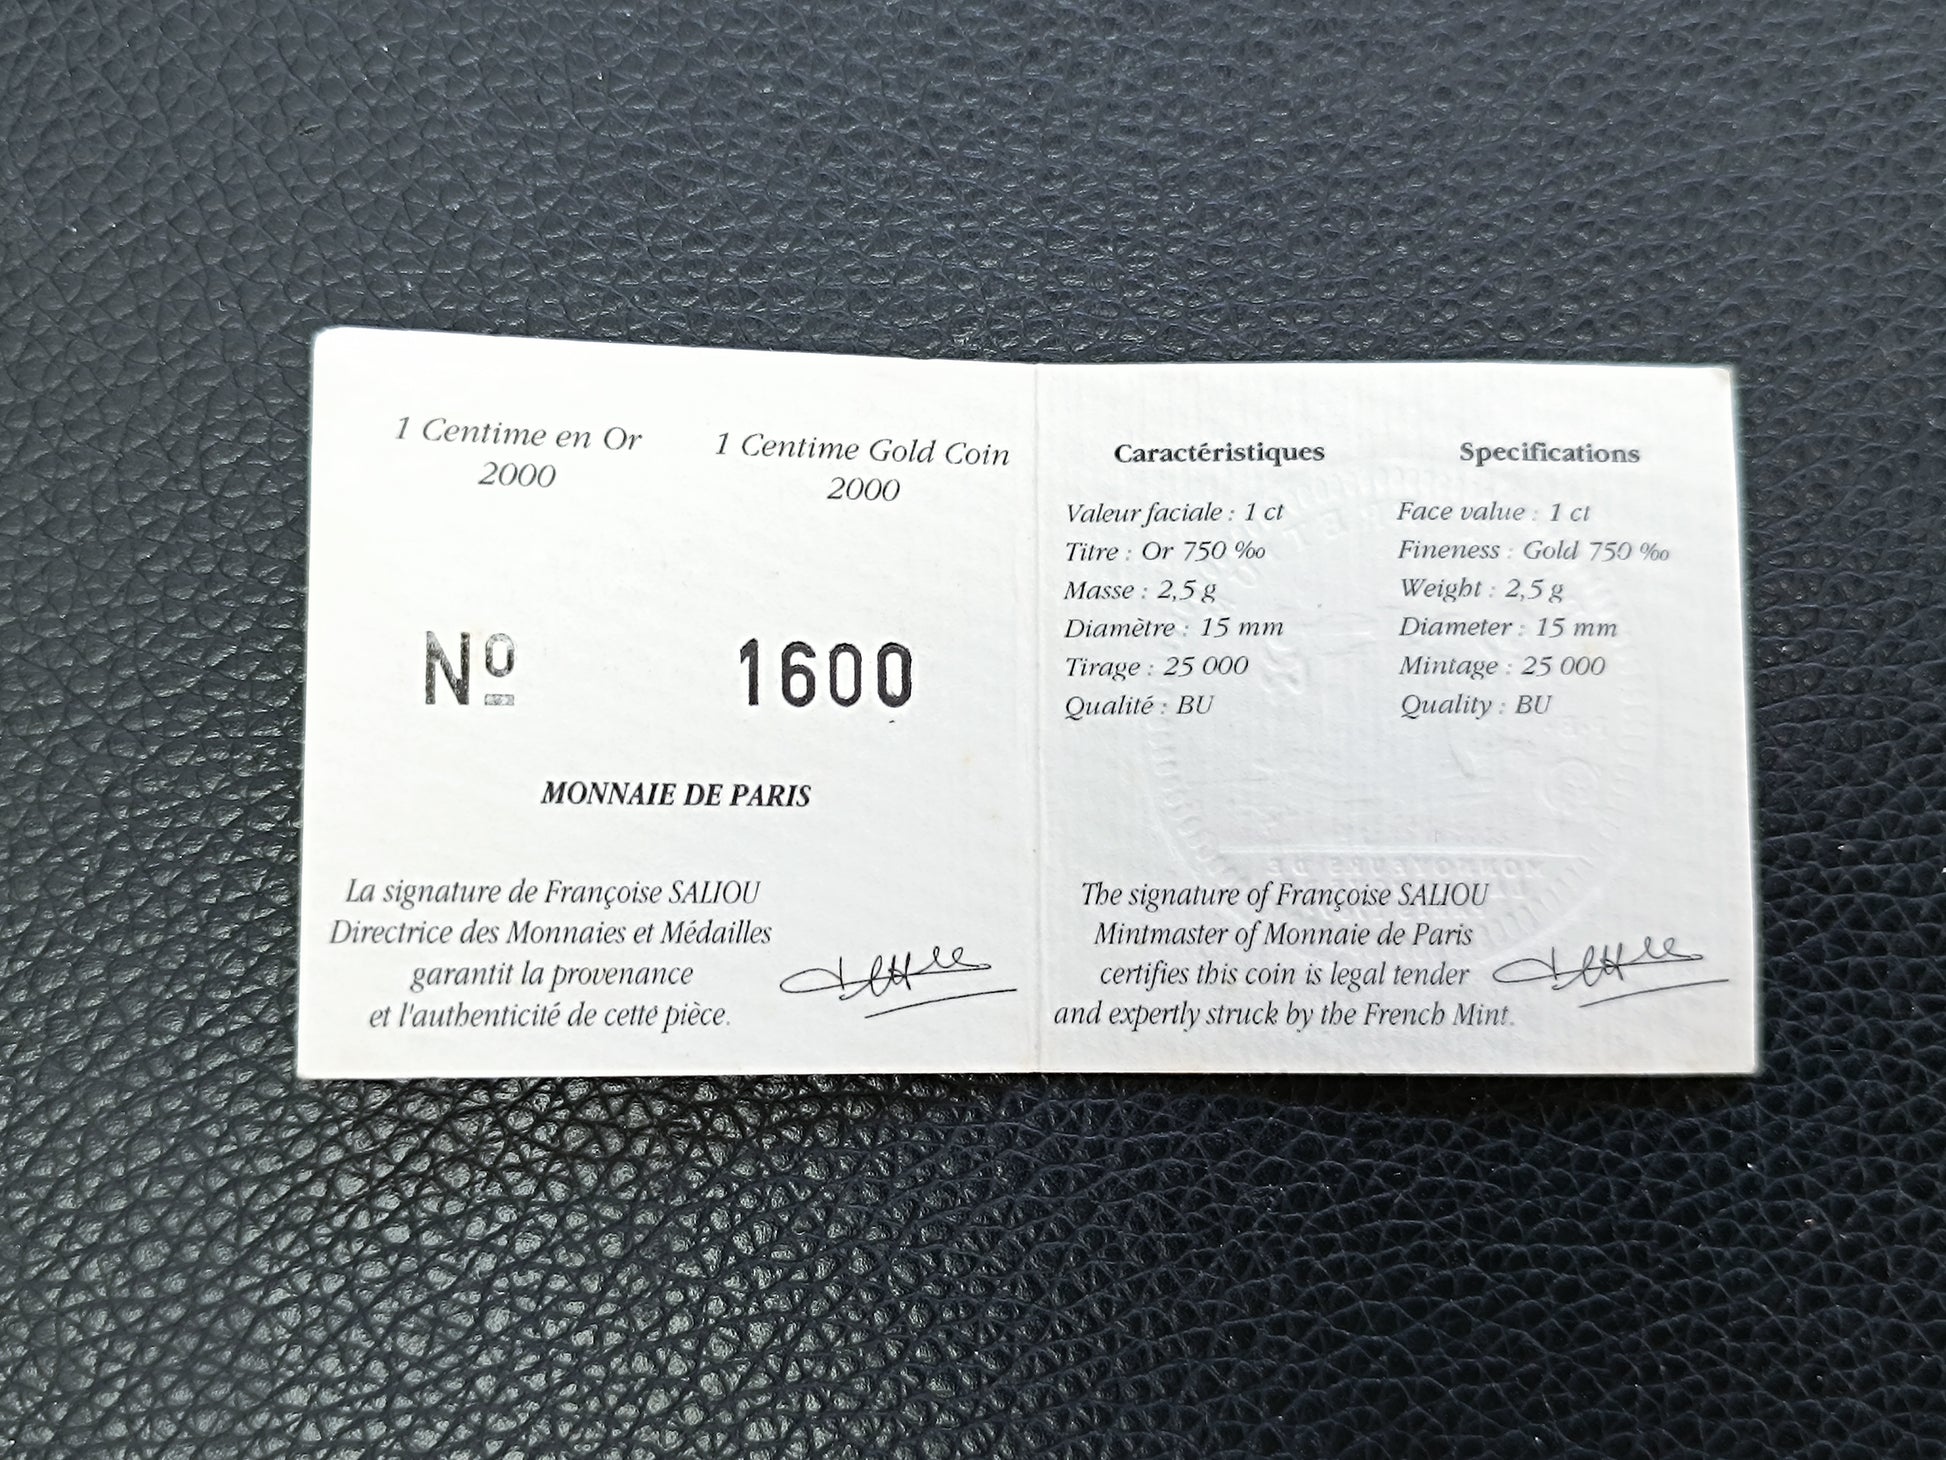 1 Centime en Or
2000
1 Centime Gold Coin
2000
Nº 1600
MONNAIE DE PARIS
La signature de Françoise SALIOU
Directrice des Monnaies et Médailles
garantit la provenance
et l'authenticité de cette pièce.
Caractéristiques
Valeur faciale : 1 ct
Titre : Or 750 ‰
Masse : 2,5 g
Diamètre : 15 mm
Tirage : 25 000
Qualité : BU
Specifications
Face value : 1 ct
Fineness : Gold 750 ‰
Weight : 2,5 g
Diameter : 15 mm
Mintage : 25 000
Quality : BU
The signature of Françoise SALIOU
Mintmaster of Monnaie de Paris
certifies this coin is legal tender
and expertly struck by the French Mint.